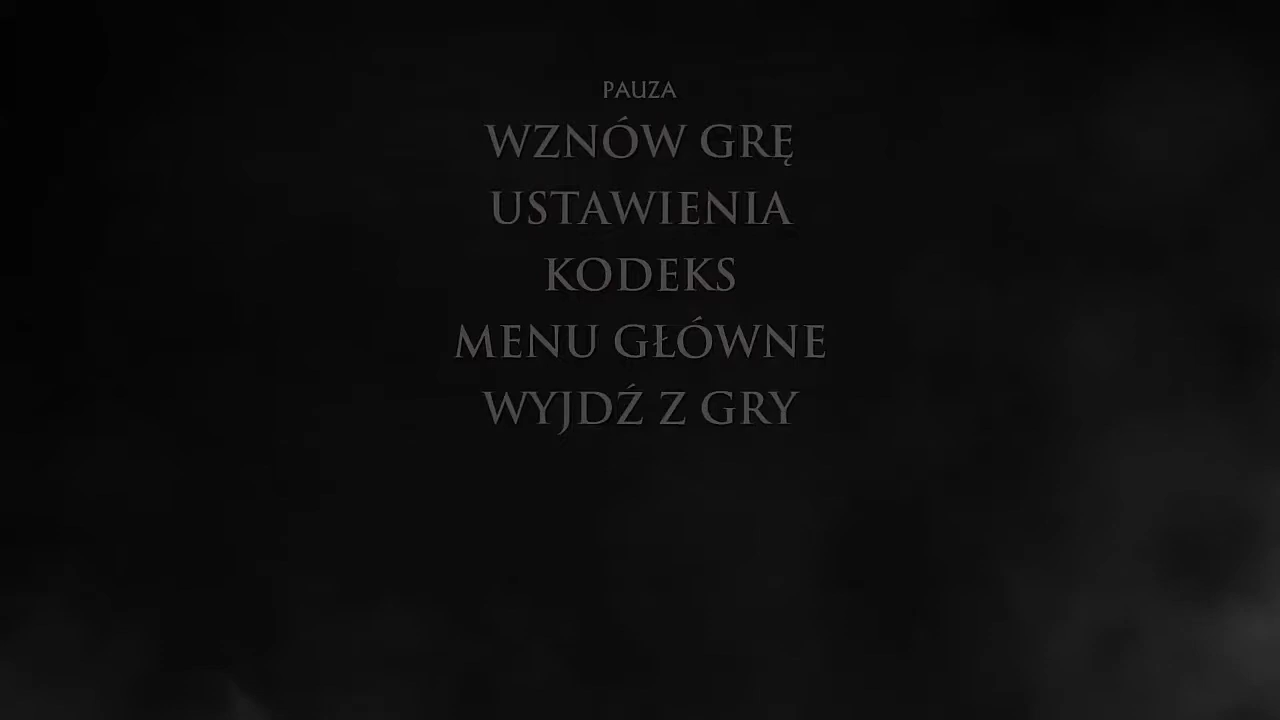 PAUZA
WZNÓW GRĘ
USTAWIENIA
KODEKS
MENU GŁÓWNE
WYJDŹ Z GRY